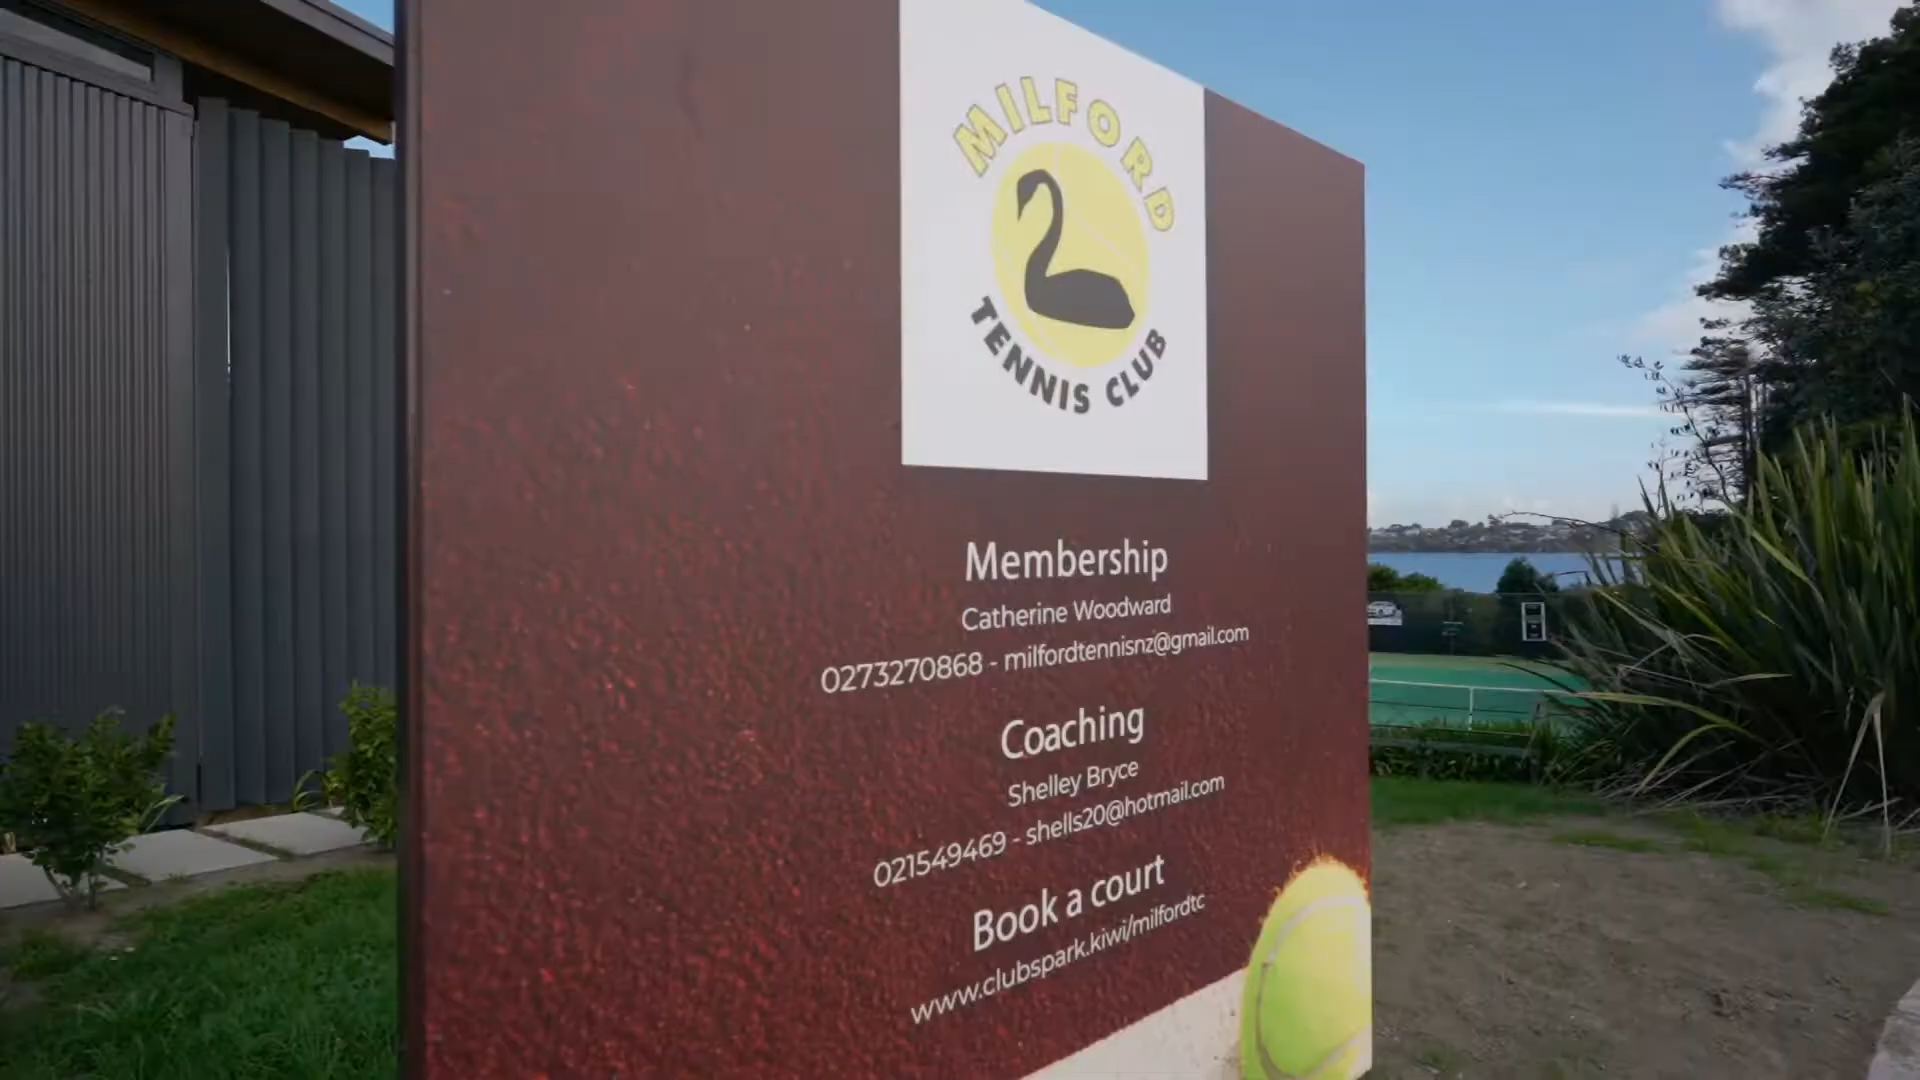 MILFORD
TENNIS CLUB
Membership
Catherine Woodward
0273270868 - milfordtennisnz@gmail.com
Coaching
Shelley Bryce
021549469 - shells20@hotmail.com
Book a court
www.clubspark.kiwi/milfordtc